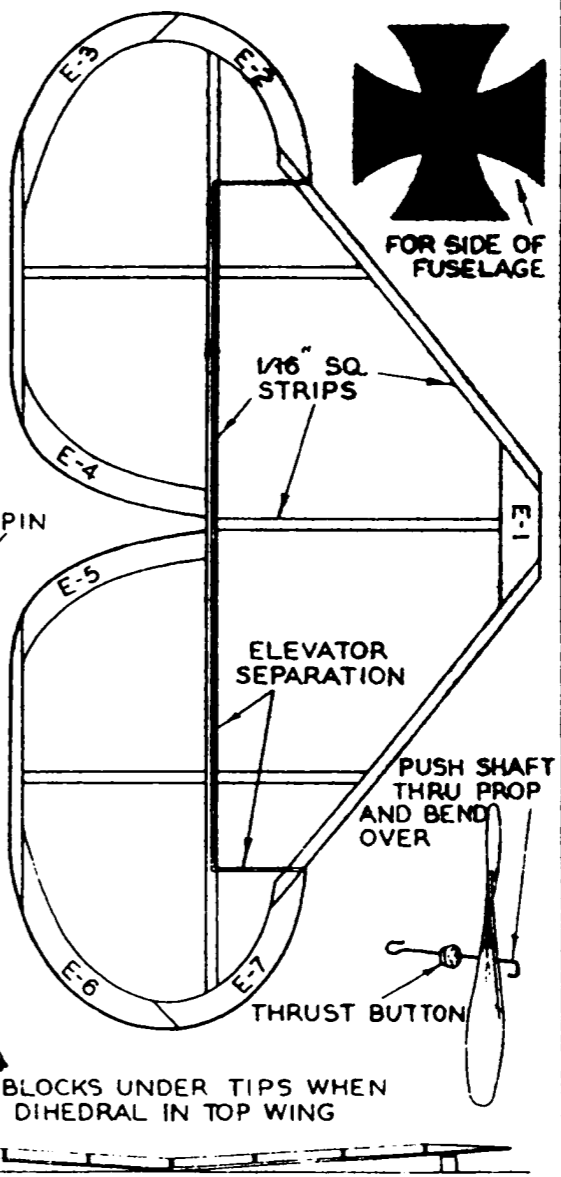 E-3
E-2
FOR SIDE OF
FUSELAGE
1/16" SQ.
STRIPS
E-4
PIN
E-1
E-5
ELEVATOR
SEPARATION
PUSH SHAFT
THRU PROP
AND BEND
OVER
E-6
E-7
THRUST BUTTON
BLOCKS UNDER TIPS WHEN
DIHEDRAL IN TOP WING